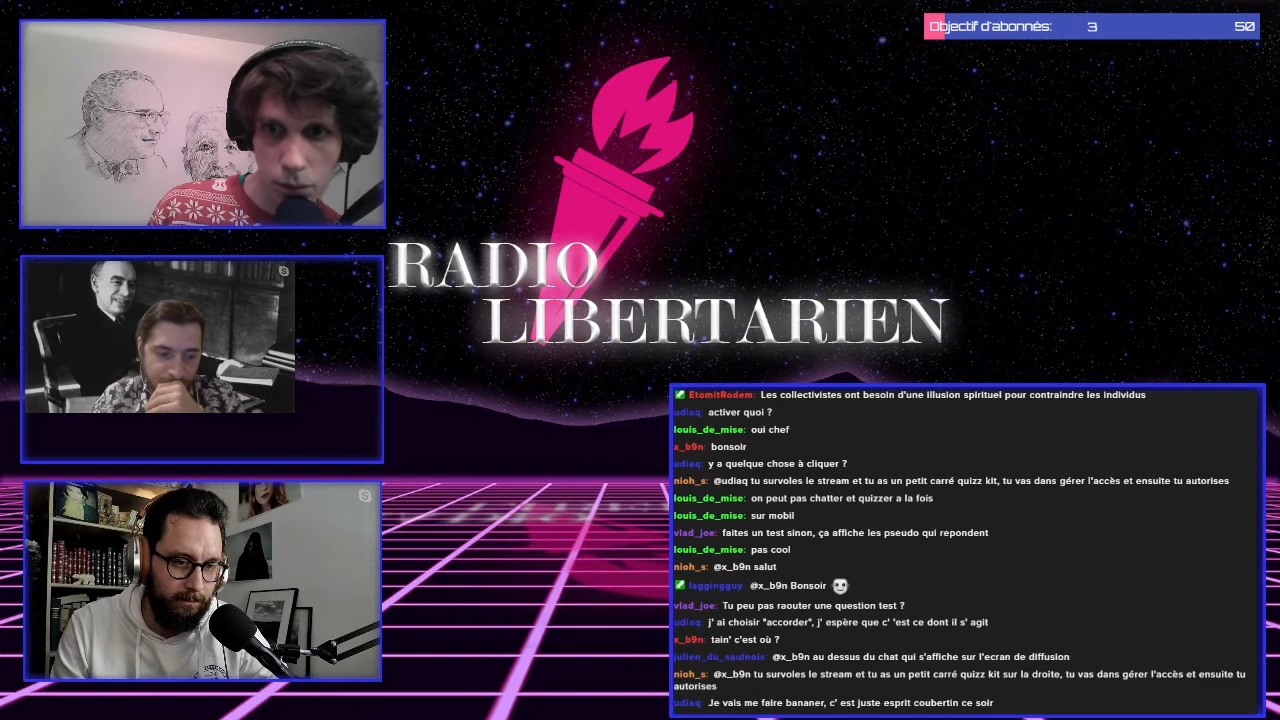 Objectif d'abonnés: 3 50
RADIO
LIBERTARIEN
EtomitRodem: Les collectivistes ont besoin d'une illusion spirituel pour contraindre les individus
udiaq: activer quoi ?
louis_de_mise: oui chef
x_b9n: bonsoir
udiaq: y a quelque chose à cliquer ?
nioh_s: @udiaq tu survoles le stream et tu as un petit carré quizz kit, tu vas dans gérer l'accès et ensuite tu autorises
louis_de_mise: on peut pas chatter et quizzer a la fois
louis_de_mise: sur mobil
vlad_joe: faites un test sinon, ça affiche les pseudo qui repondent
louis_de_mise: pas cool
nioh_s: @x_b9n salut
laggingguy: @x_b9n Bonsoir
vlad_joe: Tu peu pas raouter une question test ?
udiaq: j' ai choisir "accorder", j' espère que c' 'est ce dont il s' agit
x_b9n: tain' c'est où ?
julien_du_saulnois: @x_b9n au dessus du chat qui s'affiche sur l'ecran de diffusion
nioh_s: @x_b9n tu survoles le stream et tu as un petit carré quizz kit sur la droite, tu vas dans gérer l'accès et ensuite tu
autorises
udiaq: Je vais me faire bananer, c' est juste esprit coubertin ce soir